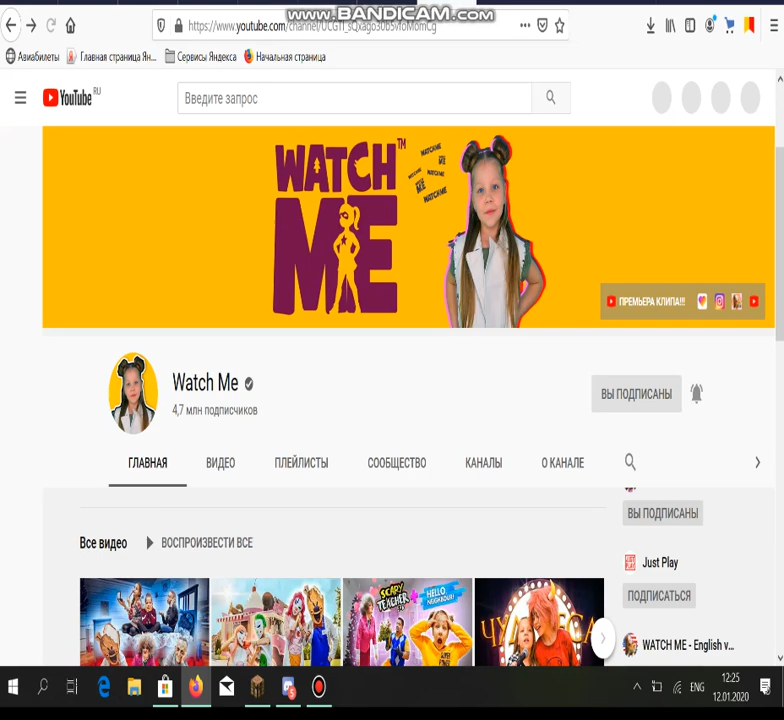 www.BANDICAM.com
https://www.youtube.com/channel/
Авиабилеты
Главная страница Ян...
Сервисы Яндекса
Начальная страница
YouTube RU
Введите запрос
WATCH ME™
WATCHME
ПРЕМЬЕРА КЛИПА!!!
Watch Me
4,7 млн подписчиков
ВЫ ПОДПИСАНЫ
ГЛАВНАЯ
ВИДЕО
ПЛЕЙЛИСТЫ
СООБЩЕСТВО
КАНАЛЫ
О КАНАЛЕ
ВЫ ПОДПИСАНЫ
Все видео
ВОСПРОИЗВЕСТИ ВСЕ
Just Play
ПОДПИСАТЬСЯ
SCARY TEACHER
HELLO, NEIGHBOUR!
WATCH ME - English v...
ENG
12:25
12.01.2020